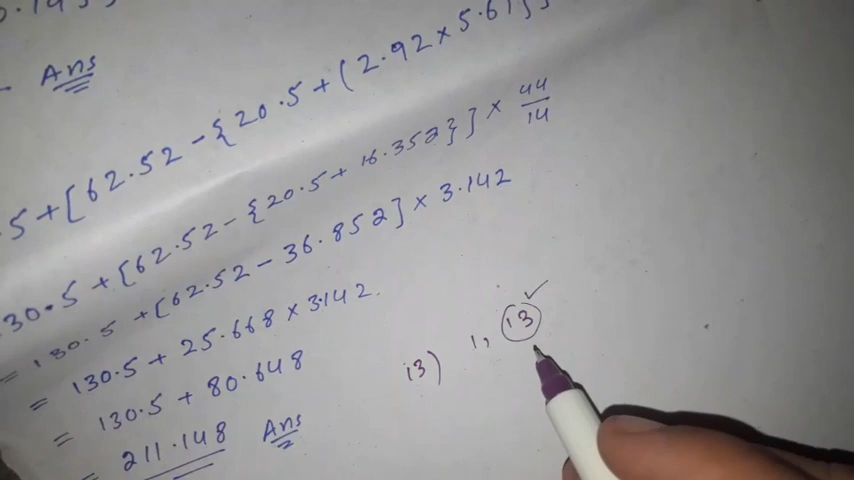 Ans
.5 + [62.52 - {20.5 + (2.92 × 5.6
30.5 + [62.52 - {20.5 + 16.352}] × 44/14
= 130.5 + [62.52 - 36.852] × 3.142
= 130.5 + 25.668 × 3.142
= 130.5 + 80.648
= 211.148 Ans
13) 1, 13 ✓